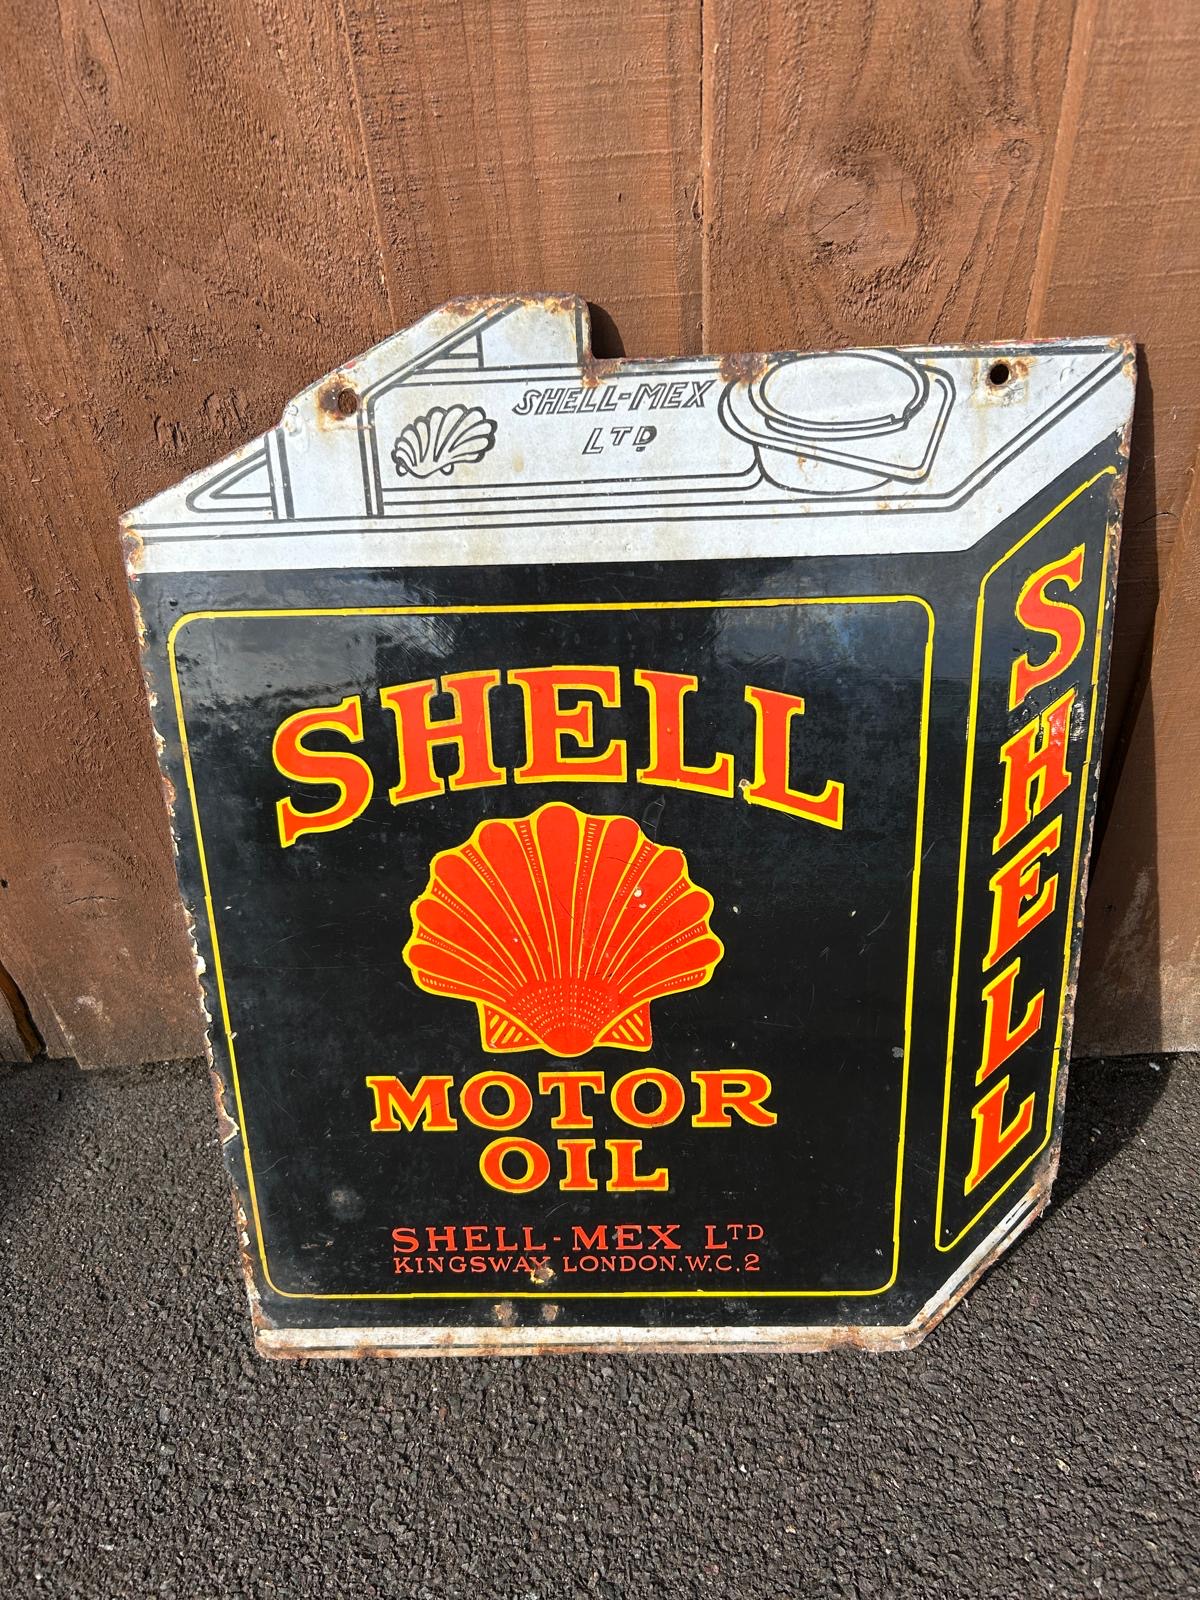 SHELL-MEX
LTD
SHELL
MOTOR
OIL
SHELL-MEX LTD
KINGSWAY LONDON.W.C.2
SHELL